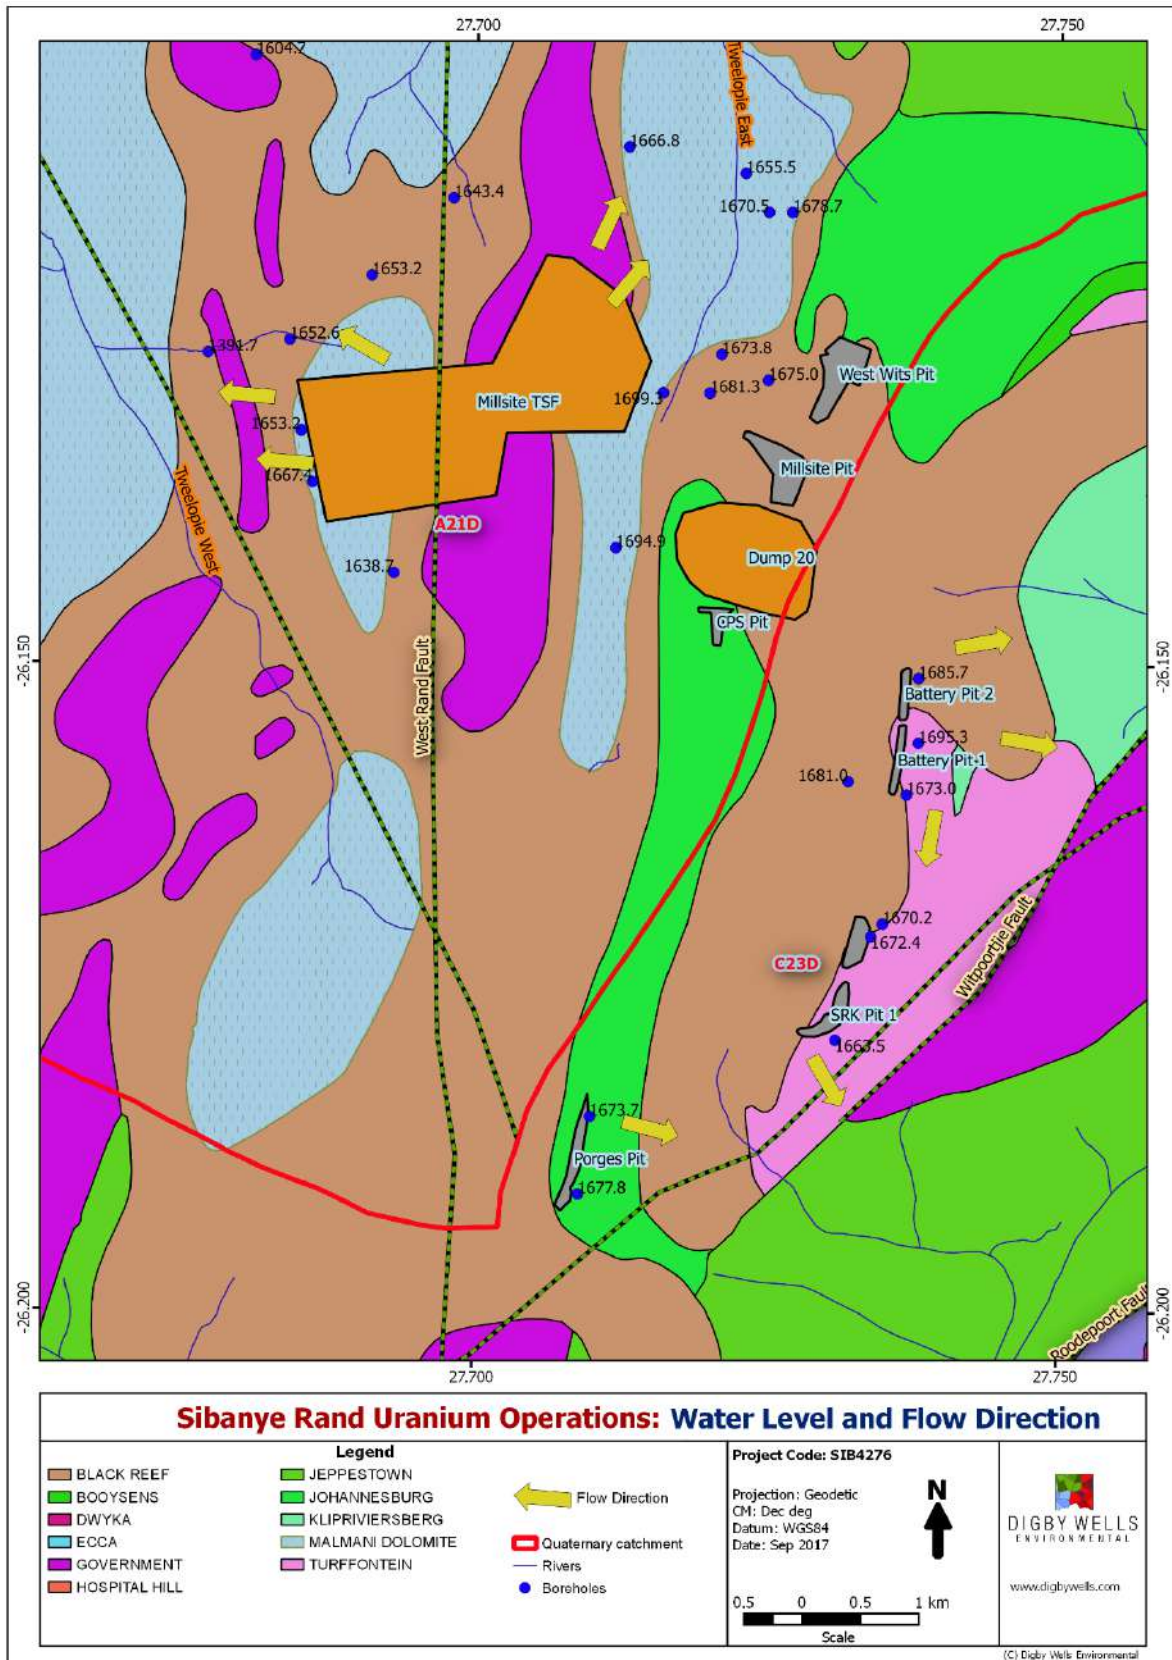 27.700
27.750
1604.7
Tweelopie East
1666.8
1655.5
1643.4
1670.5
1678.7
1653.2
1652.6
1391.7
1673.8
1675.0
West Wits Pit
1699.3
1681.3
Millsite TSF
1653.2
1667.4
Millsite Pit
Tweelopie West
A21D
1694.9
Dump 20
1638.7
CPS Pit
-26.150
-26.150
West Rand Fault
1685.7
Battery Pit 2
1695.3
Battery Pit 1
1681.0
1673.0
1670.2
1672.4
C23D
Witpoortjie Fault
SRK Pit 1
1663.5
1673.7
Porges Pit
1677.8
-26.200
-26.200
Roodepoort Fault
27.700
27.750
Sibanye Rand Uranium Operations: Water Level and Flow Direction
Legend
BLACK REEF
BOOYSENS
DWYKA
ECCA
GOVERNMENT
HOSPITAL HILL
JEPPESTOWN
JOHANNESBURG
KLIPRIVIERSBERG
MALMANI DOLOMITE
TURFFONTEIN
Flow Direction
Quaternary catchment
Rivers
Boreholes
Project Code: SIB4276
Projection: Geodetic
CM: Dec deg
Datum: WGS84
Date: Sep 2017
N
0.5 0 0.5 1 km
Scale
DIGBY WELLS
ENVIRONMENTAL
www.digbywells.com
(C) Digby Wells Environmental